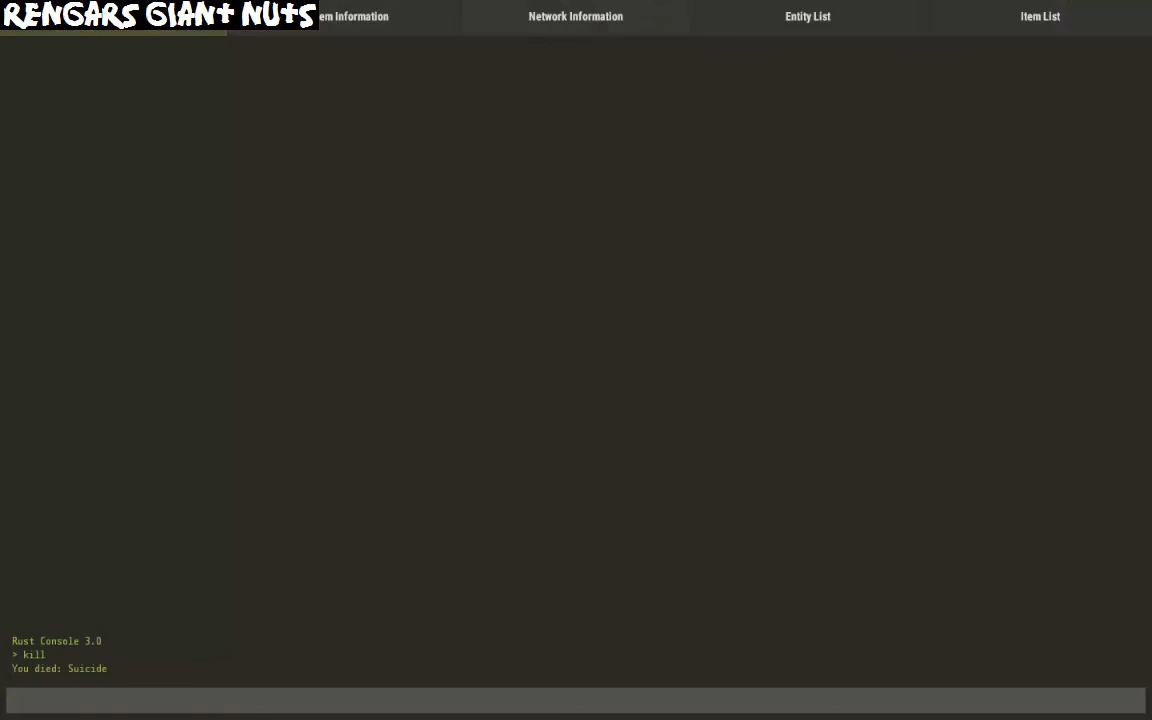 RENGARS GIANT NUTS
em Information
Network Information
Entity List
Item List
Rust Console 3.0
> kill
You died: Suicide